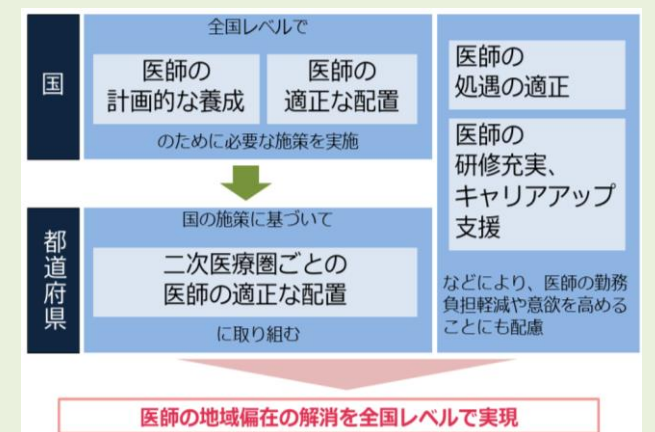 国
全国レベルで
医師の
計画的な養成
医師の
適正な配置
のために必要な施策を実施
都道府県
国の施策に基づいて
二次医療圏ごとの
医師の適正な配置
に取り組む
医師の
処遇の適正
医師の
研修充実、
キャリアアップ
支援
などにより、医師の勤務
負担軽減や意欲を高める
ことにも配慮
医師の地域偏在の解消を全国レベルで実現